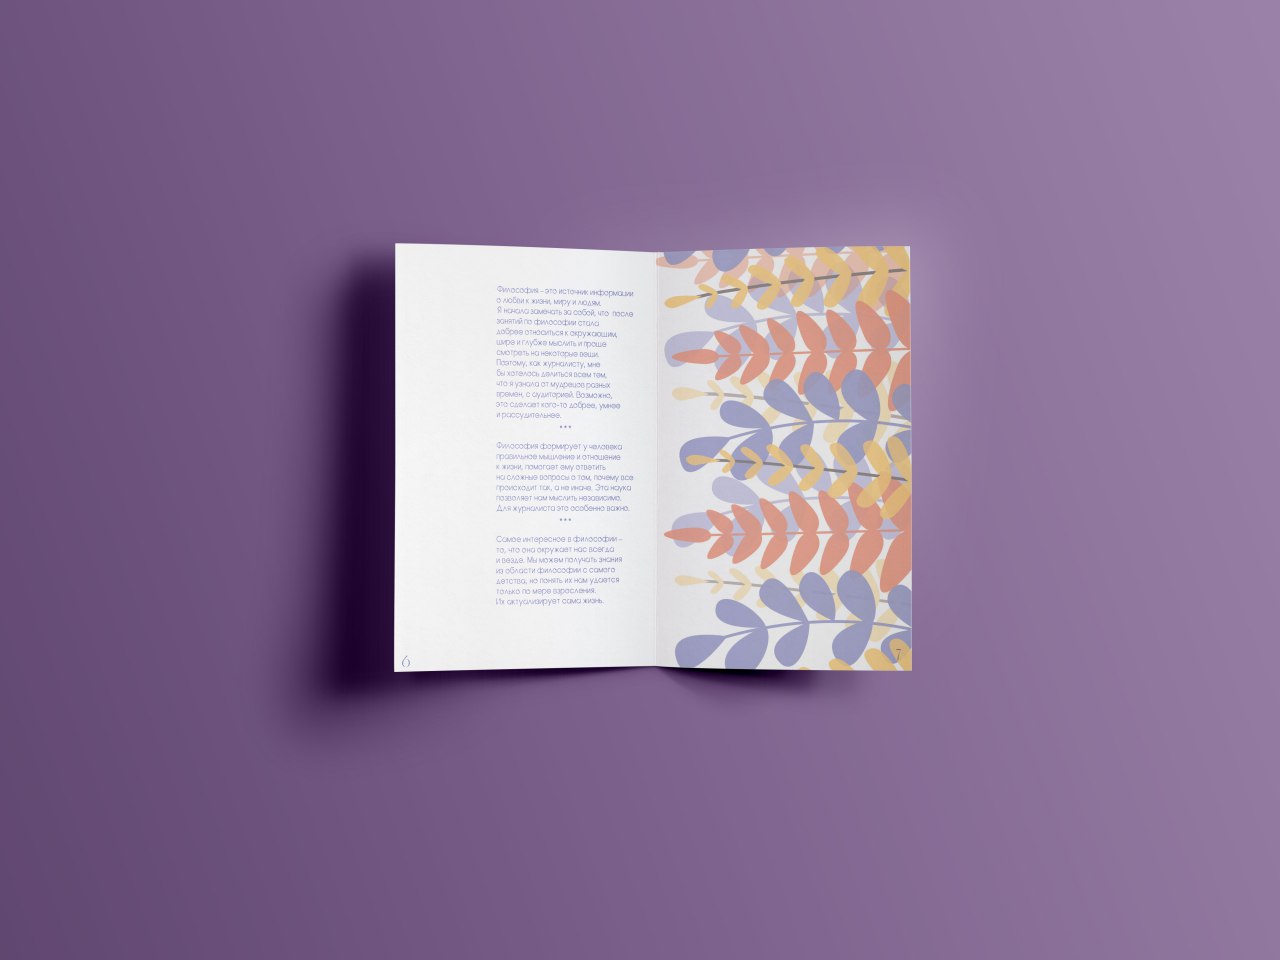 Философия – это источник информации
о любви к жизни, миру и людям.
Я начала замечать за собой, что после
занятий по философии стала
добрее относиться к окружающим,
шире и глубже мыслить и проще
смотреть на некоторые вещи.
Поэтому, как журналисту, мне
бы хотелось делиться всем тем,
что я узнала от мудрецов разных
времен, с аудиторией. Возможно,
это сделает кого-то добрее, умнее
и рассудительнее.
***
Философия формирует у человека
правильное мышление и отношение
к жизни, помогает ему ответить
на сложные вопросы о том, почему все
происходит так, а не иначе. Эта наука
позволяет нам мыслить независимо.
Для журналиста это особенно важно.
***
Самое интересное в философии –
то, что она окружает нас всегда
и везде. Мы можем получать знания
из области философии с самого
детства, но понять их нам удается
только по мере взросления.
Их актуализирует сама жизнь.
6
7